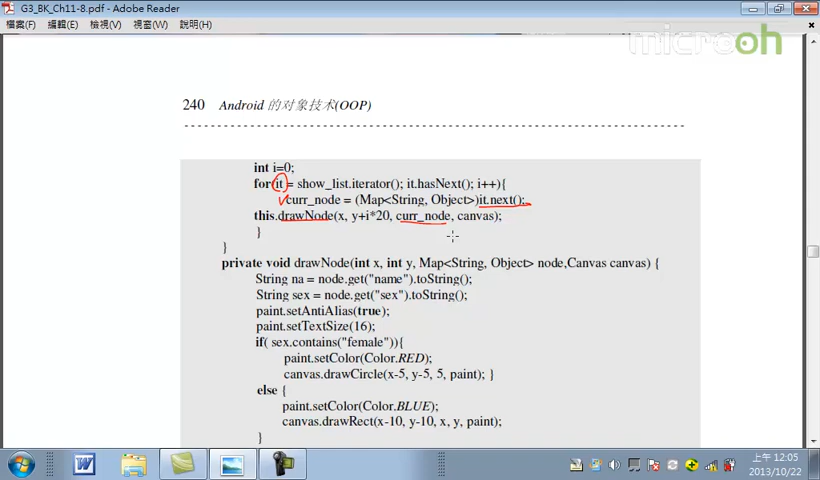 G3_BK_Ch11-8.pdf - Adobe Reader
檔案(F) 編輯(E) 檢視(V) 視窗(W) 說明(H)
microoh
240 Android 的对象技术(OOP)
int i=0;
for(it = show_list.iterator(); it.hasNext(); i++){
curr_node = (Map<String, Object>)it.next();
this.drawNode(x, y+i*20, curr_node, canvas);
}
}
private void drawNode(int x, int y, Map<String, Object> node,Canvas canvas) {
String na = node.get("name").toString();
String sex = node.get("sex").toString();
paint.setAntiAlias(true);
paint.setTextSize(16);
if( sex.contains("female")){
paint.setColor(Color.RED);
canvas.drawCircle(x-5, y-5, 5, paint); }
else {
paint.setColor(Color.BLUE);
canvas.drawRect(x-10, y-10, x, y, paint);
}
上午 12:05
2013/10/22